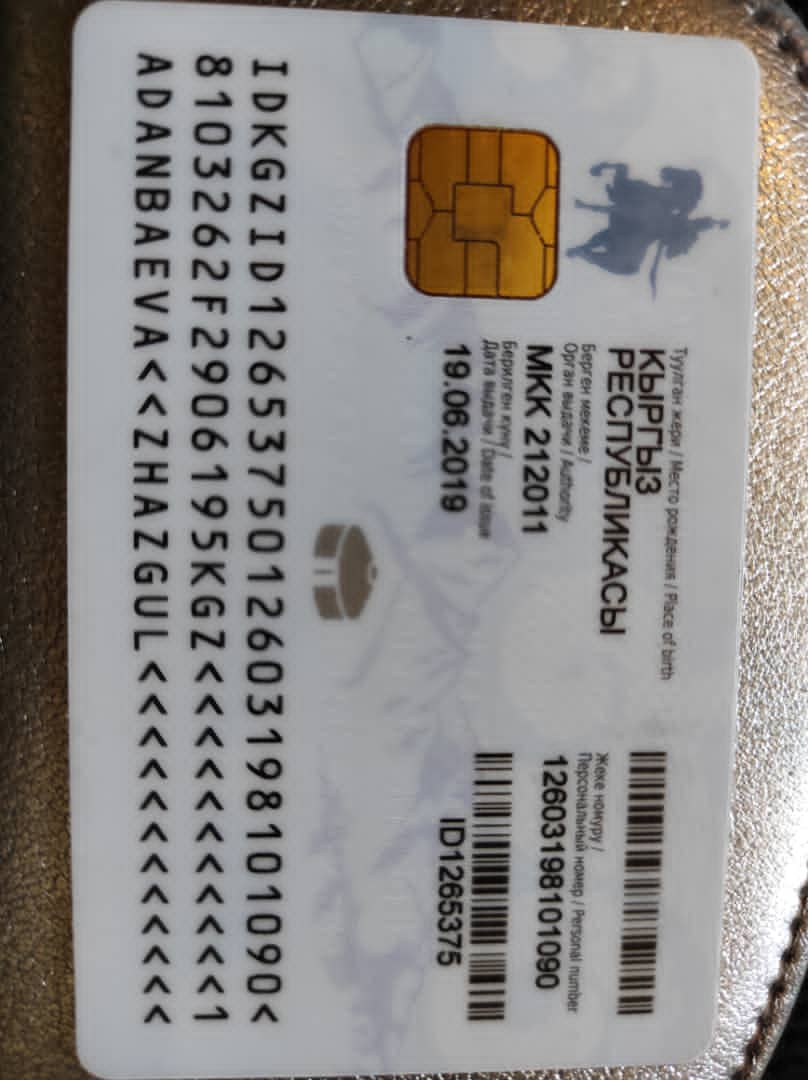 Туулган жери / Место рождения / Place of birth
КЫРГЫЗ
РЕСПУБЛИКАСЫ
Берген мекеме /
Орган выдачи / Authority
МКК 212011
Берилген күнү /
Дата выдачи / Date of issue
19.06.2019
Жеке номуру /
Персональный номер / Personal number
12603198101090
ID1265375
IDKGZID1265375012603198101090<
8103262F2906195KGZ<<<<<<<<<<<1
ADANBAEVA<<ZHAZGUL<<<<<<<<<<<<